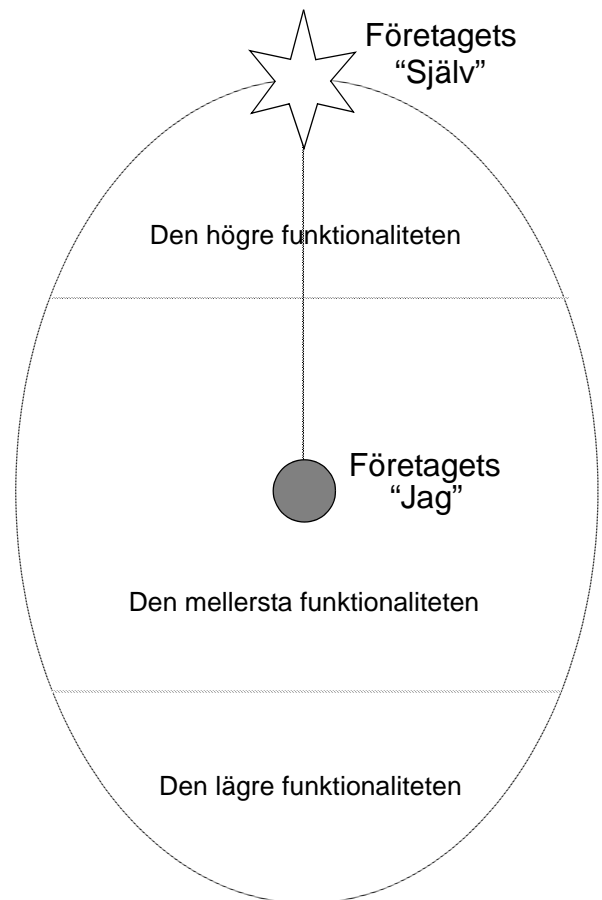 Företagets
“Själv”
Den högre funktionaliteten
Företagets
“Jag”
Den mellersta funktionaliteten
Den lägre funktionaliteten